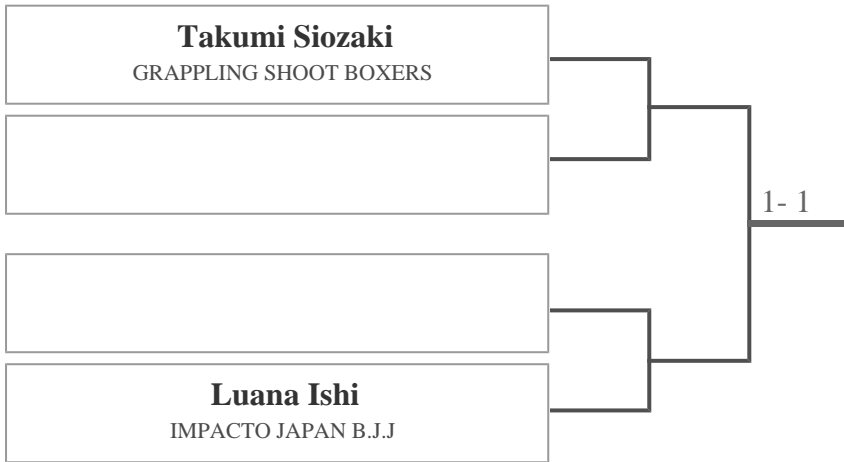 Takumi Siozaki
GRAPPLING SHOOT BOXERS
1- 1
Luana Ishi
IMPACTO JAPAN B.J.J